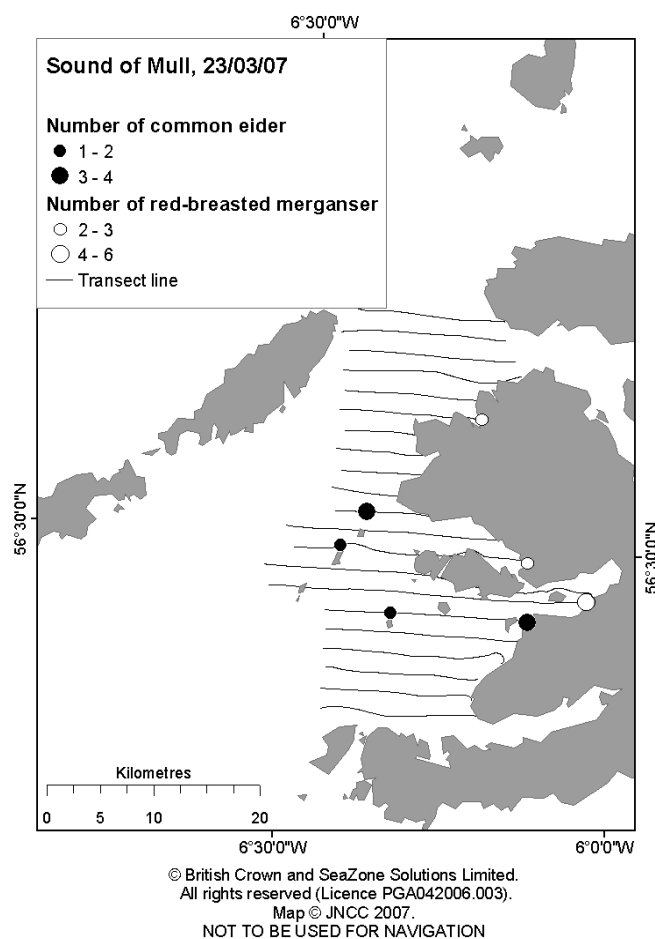 6°30'0"W
Sound of Mull, 23/03/07
Number of common eider
1 - 2
3 - 4
Number of red-breasted merganser
2 - 3
4 - 6
Transect line
56°30'0"N
56°30'0"N
Kilometres
0 5 10 20
6°30'0"W 6°0'0"W
© British Crown and SeaZone Solutions Limited.
All rights reserved (Licence PGA042006.003).
Map © JNCC 2007.
NOT TO BE USED FOR NAVIGATION